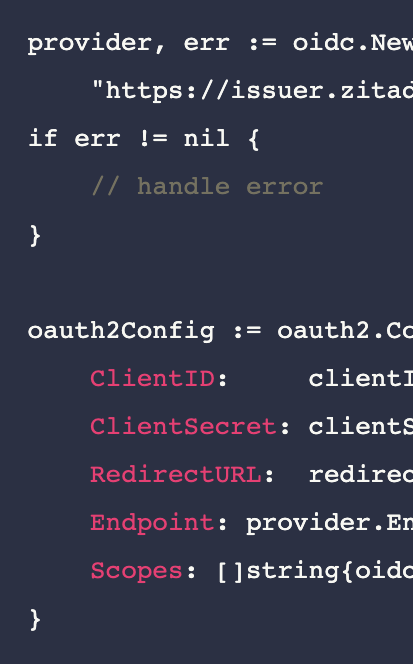 provider, err := oidc.New
    "https://issuer.zitad
if err != nil {
    // handle error
}

oauth2Config := oauth2.Co
    ClientID:     clientI
    ClientSecret: clientS
    RedirectURL:  redirec
    Endpoint: provider.En
    Scopes: []string{oidc
}